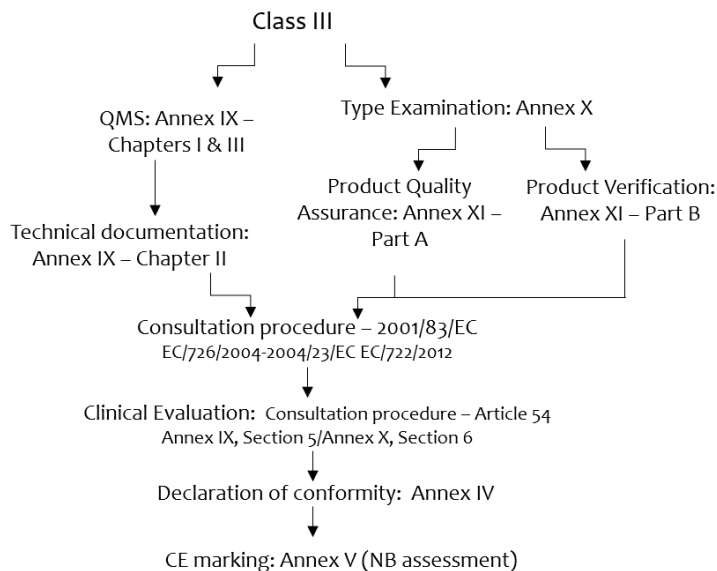 Class III
QMS: Annex IX –
Chapters I & III
Type Examination: Annex X
Product Quality
Assurance: Annex XI –
Part A
Product Verification:
Annex XI – Part B
Technical documentation:
Annex IX – Chapter II
Consultation procedure – 2001/83/EC
EC/726/2004-2004/23/EC EC/722/2012
Clinical Evaluation: Consultation procedure – Article 54
Annex IX, Section 5/Annex X, Section 6
Declaration of conformity: Annex IV
CE marking: Annex V (NB assessment)